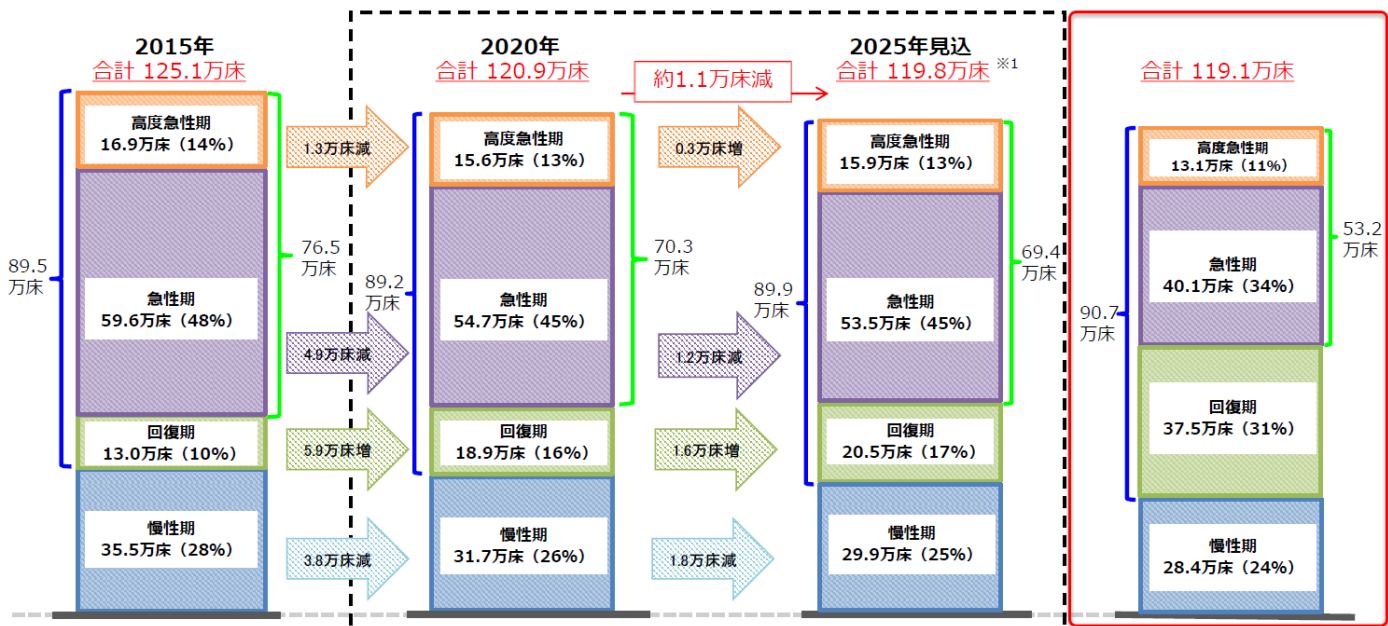 2015年
合計 125.1万床
高度急性期
16.9万床（14%）
急性期
59.6万床（48%）
回復期
13.0万床（10%）
慢性期
35.5万床（28%）
89.5
万床
76.5
万床
1.3万床減
4.9万床減
5.9万床増
3.8万床減
2020年
合計 120.9万床
高度急性期
15.6万床（13%）
急性期
54.7万床（45%）
回復期
18.9万床（16%）
慢性期
31.7万床（26%）
89.2
万床
70.3
万床
約1.1万床減
0.3万床増
1.2万床減
1.6万床増
1.8万床減
2025年見込
合計 119.8万床 ※1
高度急性期
15.9万床（13%）
急性期
53.5万床（45%）
回復期
20.5万床（17%）
慢性期
29.9万床（25%）
89.9
万床
69.4
万床
合計 119.1万床
高度急性期
13.1万床（11%）
急性期
40.1万床（34%）
回復期
37.5万床（31%）
慢性期
28.4万床（24%）
90.7
万床
53.2
万床